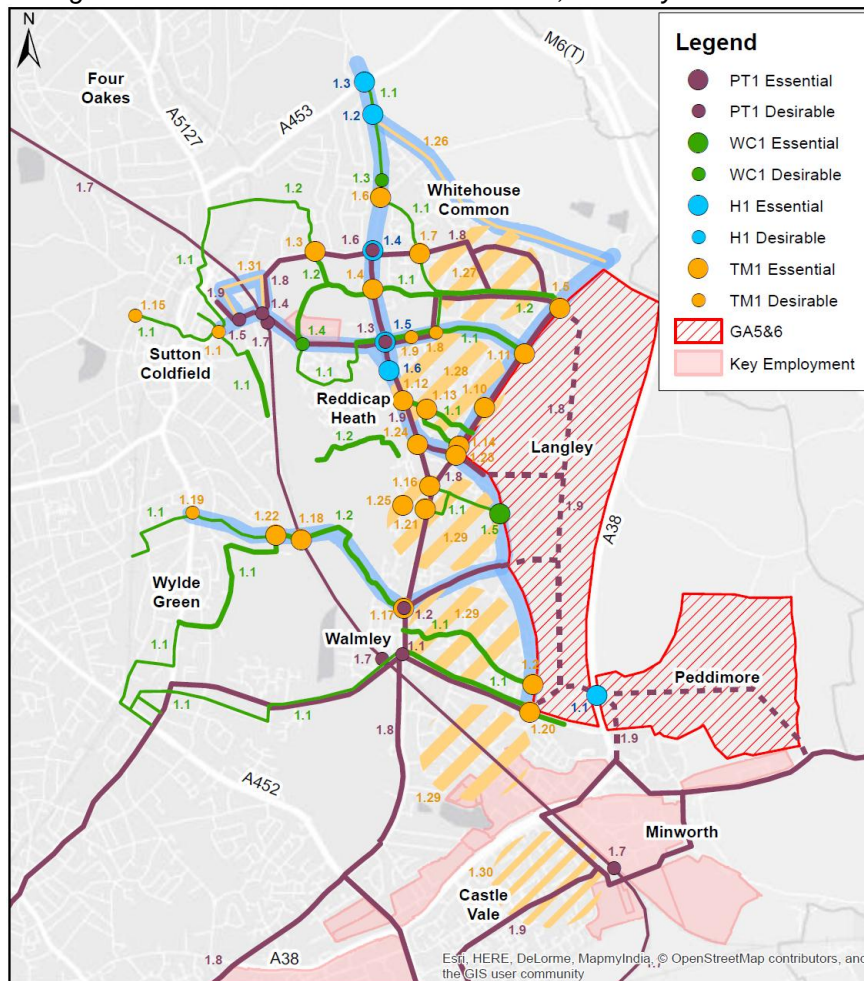 N
M6(T)
Four
Oakes
A5127
A453
1.3
1.1
1.2
1.26
1.7
1.2
1.3
1.6
Whitehouse
Common
1.1
1.1
1.3
1.6
1.4
1.7
1.8
1.31
1.8
1.2
1.4
1.1
1.27
1.5
1.9
1.4
1.2
1.15
1.5
1.7
1.4
1.3
1.5
1.9
1.8
1.1
1.11
1.1
1.1
Sutton
Coldfield
1.1
1.6
1.28
1.12
1.13
1.10
Reddicap
Heath
1.9
1.1
1.1
1.8
1.2
1.24
1.14
1.23
Langley
1.8
1.16
1.9
1.25
1.21
1.1
1.5
A38
1.19
1.1
1.22
1.18
1.2
1.29
1.1
Wylde
Green
1.17
1.2
1.29
1.1
1.1
Walmley
1.1
1.7
1.1
1.2
Peddimore
1.1
1.1
1.1
1.20
1.9
1.8
A452
1.29
Minworth
1.7
1.30
Castle
Vale
1.9
1.8
A38
Legend
PT1 Essential
PT1 Desirable
WC1 Essential
WC1 Desirable
H1 Essential
H1 Desirable
TM1 Essential
TM1 Desirable
GA5&6
Key Employment
Esri, HERE, DeLorme, MapmyIndia, © OpenStreetMap contributors, and
the GIS user community